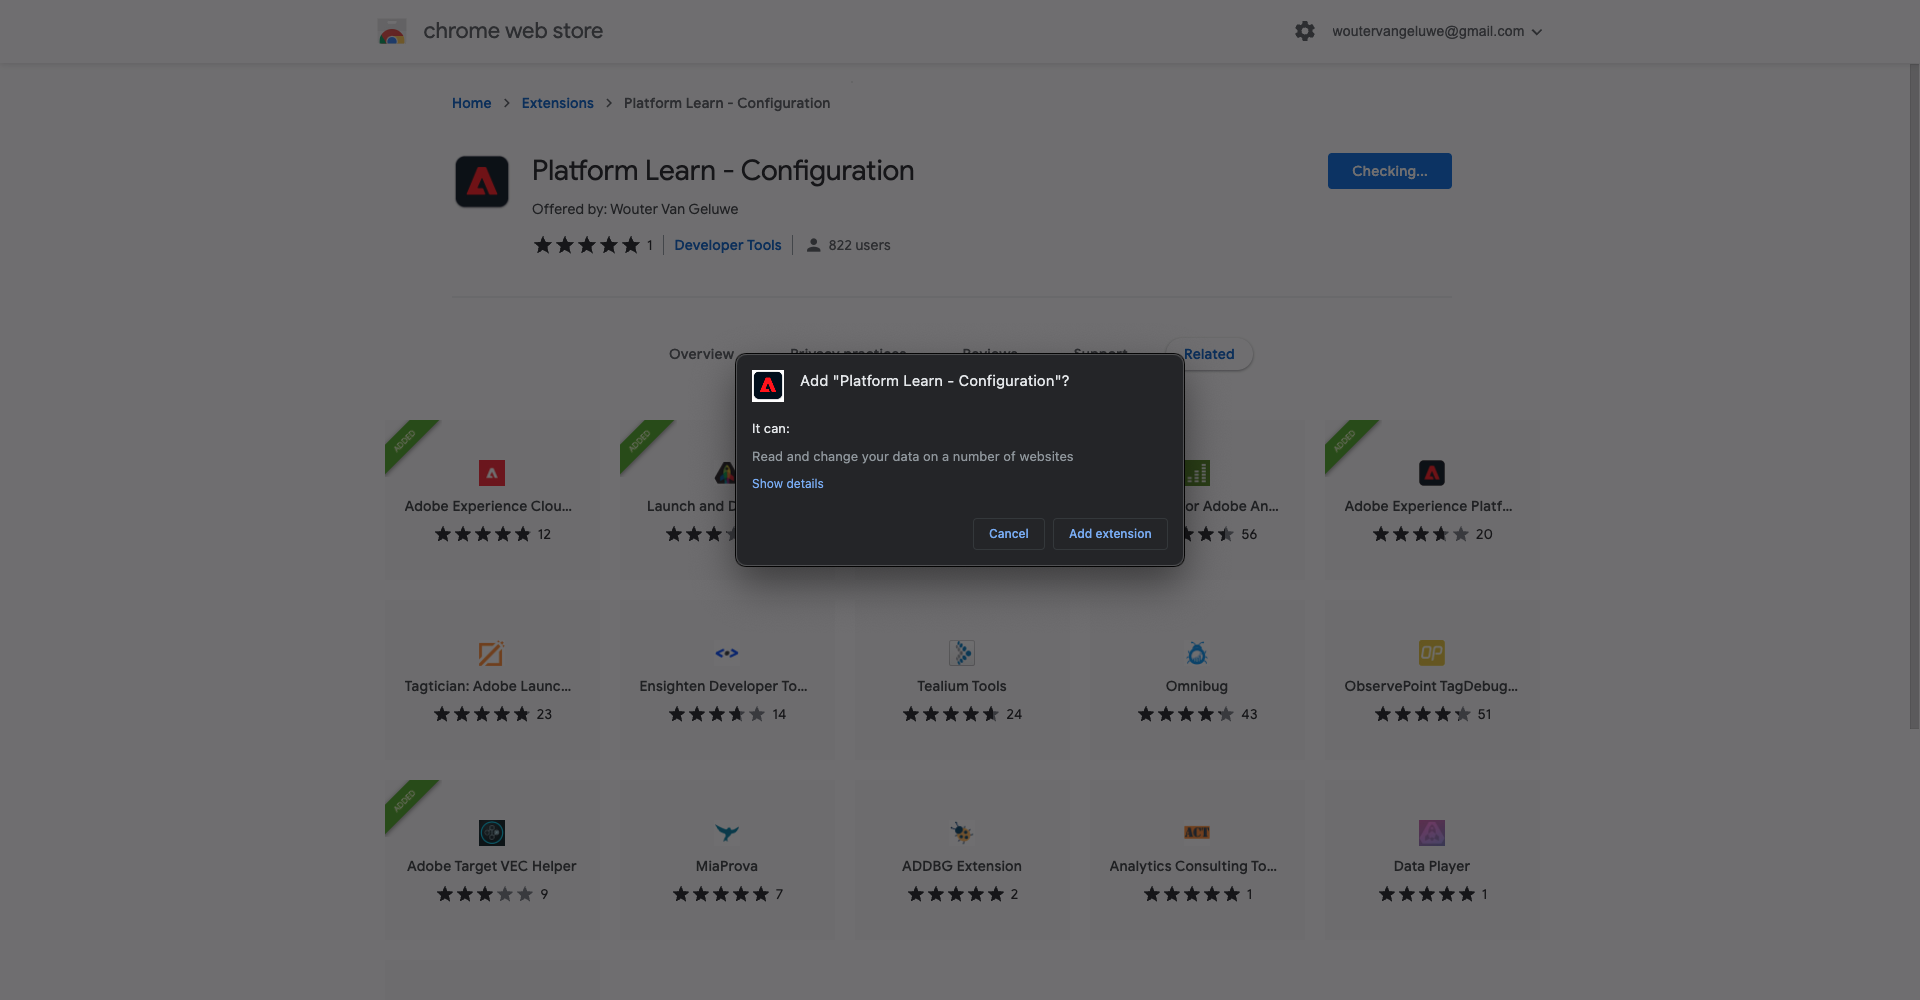 chrome web store
woutervangeluwe@gmail.com
Home > Extensions > Platform Learn - Configuration
Platform Learn - Configuration
Checking...
Offered by: Wouter Van Geluwe
1 Developer Tools 822 users
Overview Privacy practices Reviews Support Related
Add "Platform Learn - Configuration"?
It can:
Read and change your data on a number of websites
Show details
Cancel Add extension
ADDED
Adobe Experience Clou...
12
ADDED
Launch and D
or Adobe An...
56
ADDED
Adobe Experience Platf...
20
Tagtician: Adobe Launc...
23
Ensighten Developer To...
14
Tealium Tools
24
Omnibug
43
OP
ObservePoint TagDebug...
51
ADDED
Adobe Target VEC Helper
9
MiaProva
7
ADDBG Extension
2
ACT
Analytics Consulting To...
1
Data Player
1